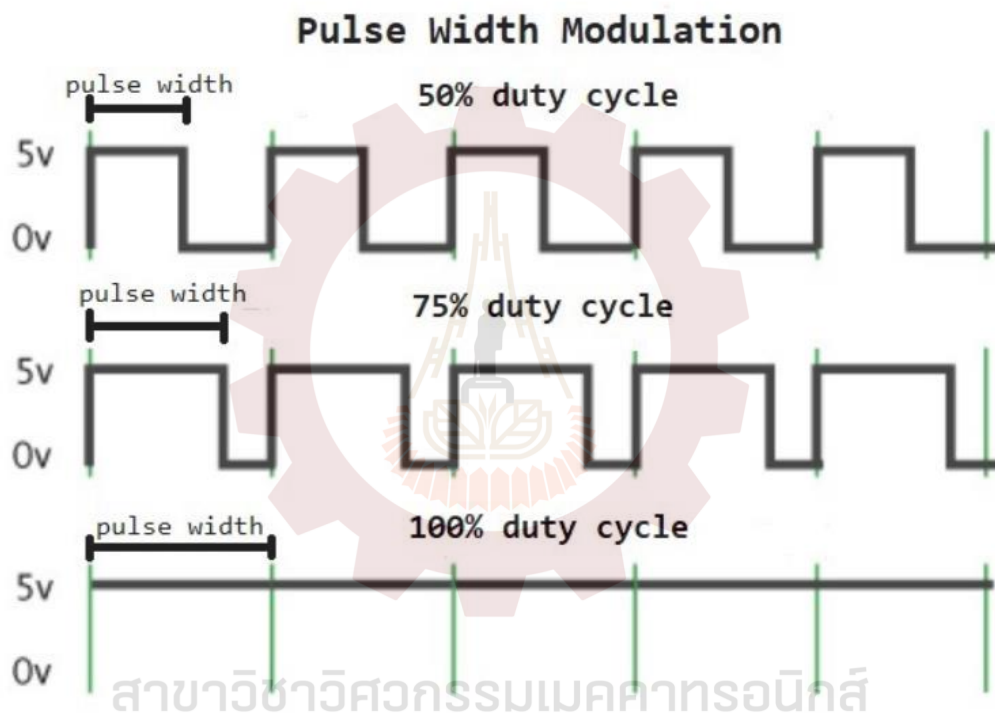 Pulse Width Modulation
pulse width
50% duty cycle
5v
0v
pulse width
75% duty cycle
5v
0v
pulse width
100% duty cycle
5v
0v
สาขาวิชาวิศวกรรมเมคคาทรอนิกส์